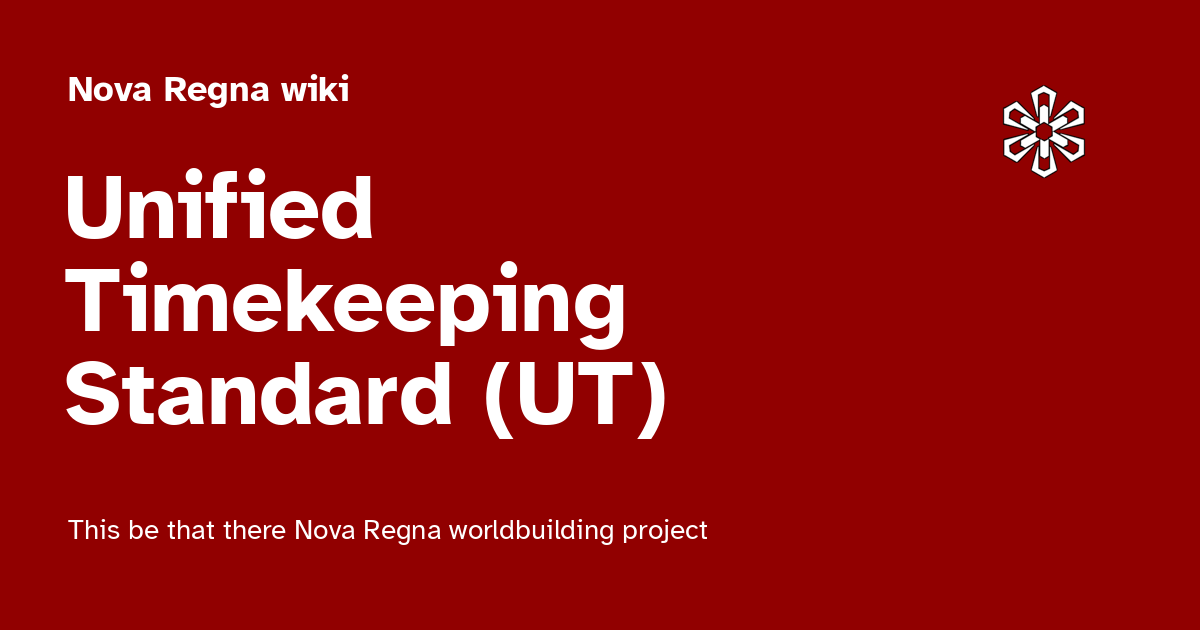 Nova Regna wiki
Unified
Timekeeping
Standard (UT)
This be that there Nova Regna worldbuilding project